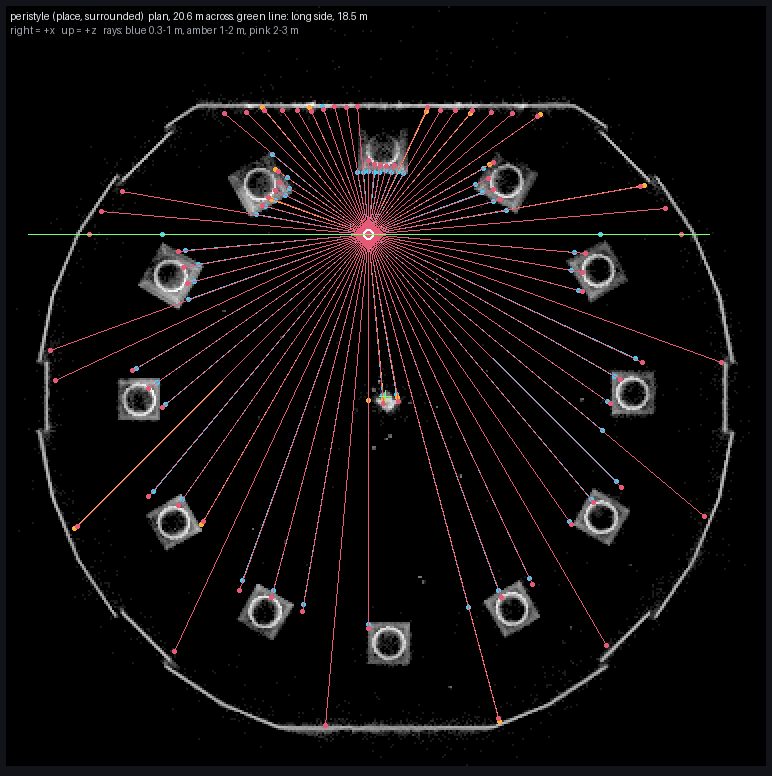 peristyle (place, surrounded) plan, 20.6 m across. green line: long side, 18.5 m
right = +x up = +z rays: blue 0.3-1 m, amber 1-2 m, pink 2-3 m